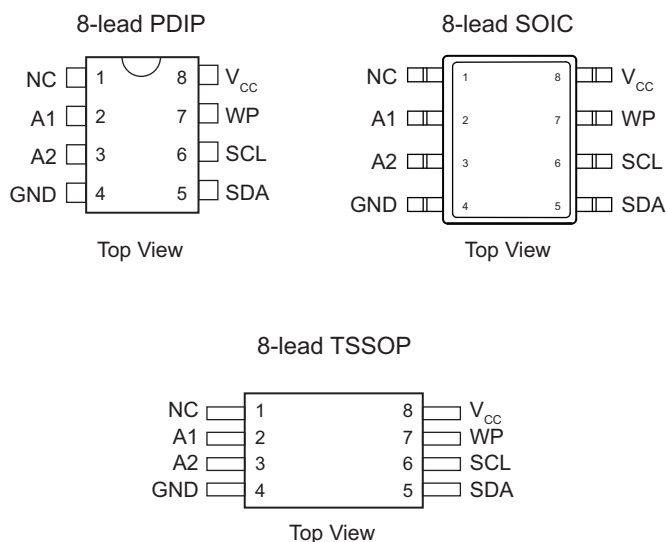 8-lead PDIP
NC 1 8 VCC
A1 2 7 WP
A2 3 6 SCL
GND 4 5 SDA
Top View
8-lead SOIC
NC 1 8 VCC
A1 2 7 WP
A2 3 6 SCL
GND 4 5 SDA
Top View
8-lead TSSOP
NC 1 8 VCC
A1 2 7 WP
A2 3 6 SCL
GND 4 5 SDA
Top View